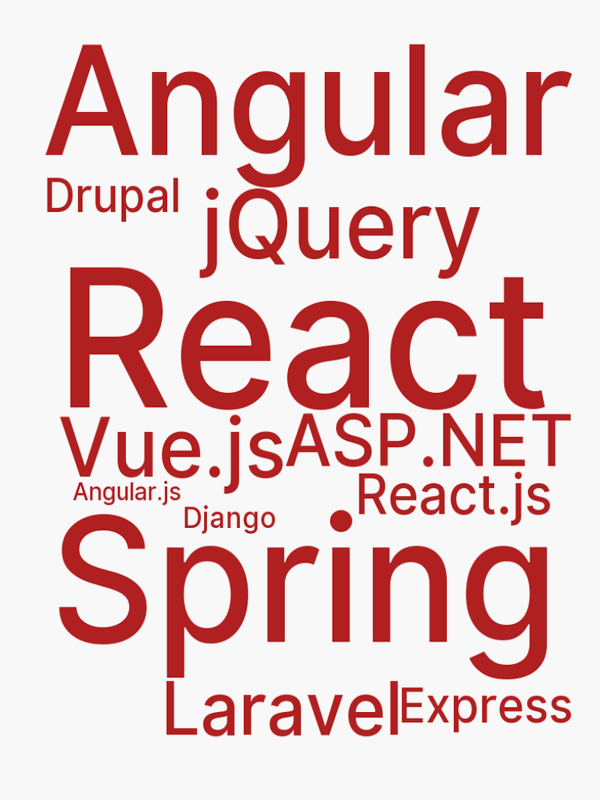 Angular
Drupal
jQuery
React
Vue.js
ASP.NET
Angular.js
React.js
Django
Spring
Laravel
Express